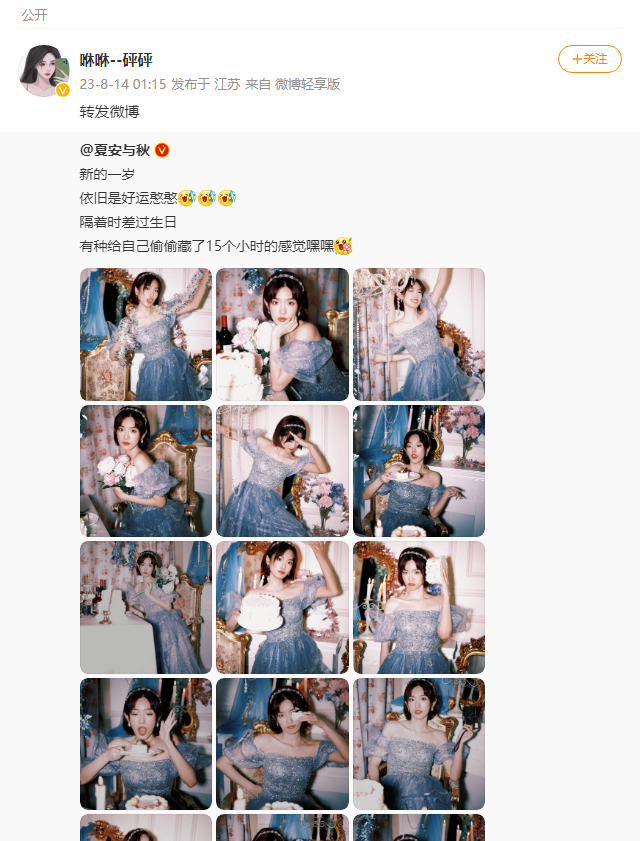 公开
咻咻--砰砰
+关注
23-8-14 01:15 发布于 江苏 来自 微博轻享版
转发微博
@夏安与秋
新的一岁
依旧是好运憨憨
隔着时差过生日
有种给自己偷偷藏了15个小时的感觉嘿嘿